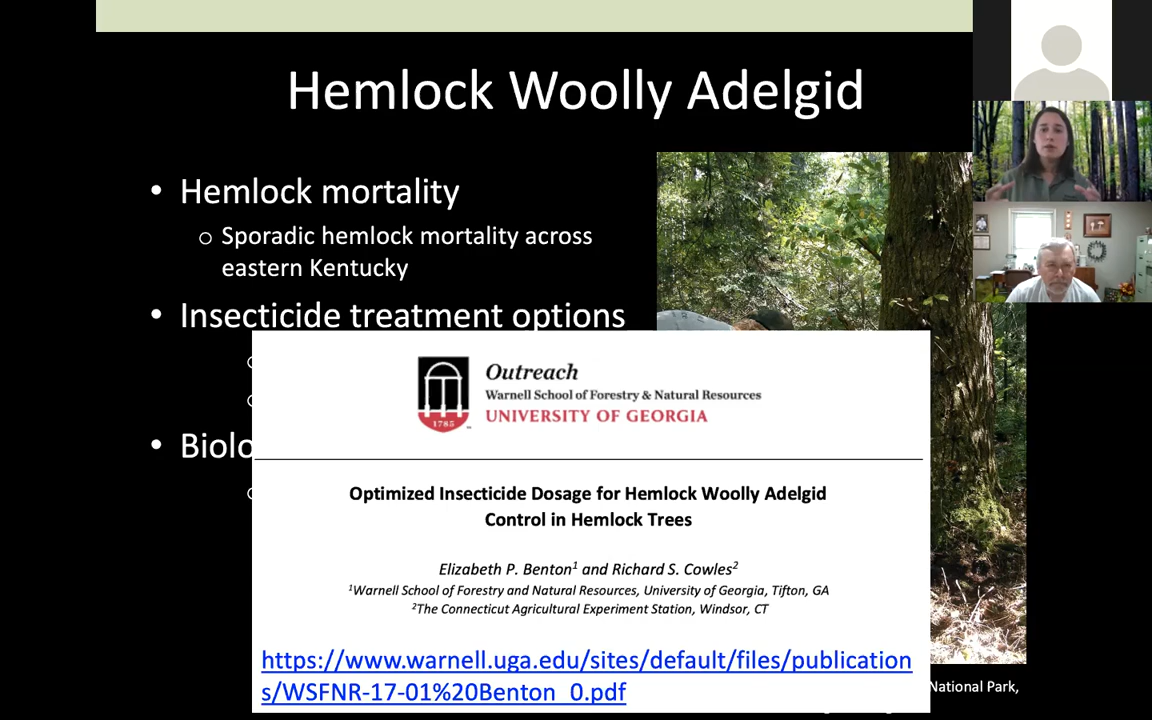 Hemlock Woolly Adelgid
• Hemlock mortality
o Sporadic hemlock mortality across
eastern Kentucky
• Insecticide treatment options
• Biolo
Outreach
Warnell School of Forestry & Natural Resources
UNIVERSITY OF GEORGIA
1785
Optimized Insecticide Dosage for Hemlock Woolly Adelgid
Control in Hemlock Trees
Elizabeth P. Benton1 and Richard S. Cowles2
1Warnell School of Forestry and Natural Resources, University of Georgia, Tifton, GA
2The Connecticut Agricultural Experiment Station, Windsor, CT
https://www.warnell.uga.edu/sites/default/files/publication
s/WSFNR-17-01%20Benton_0.pdf
National Park,